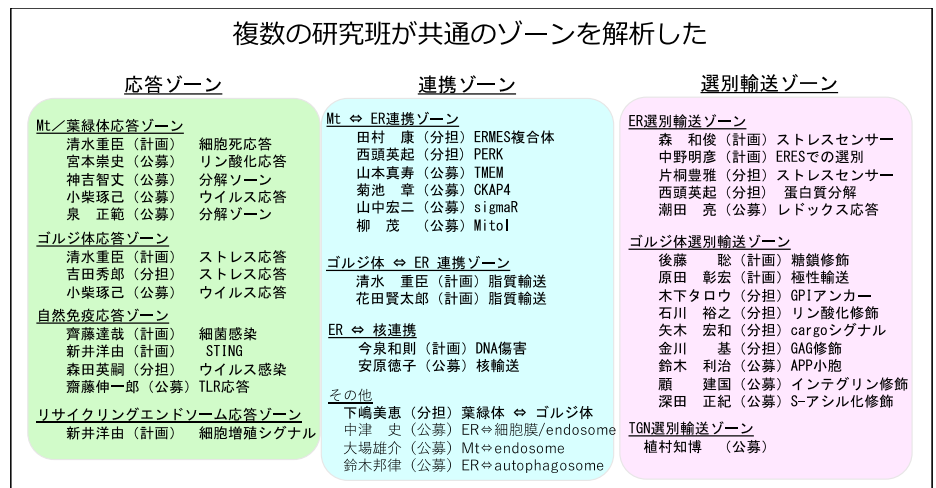 複数の研究班が共通のゾーンを解析した
応答ゾーン
Mt／葉緑体応答ゾーン
清水重臣（計画） 細胞死応答
宮本崇史（公募） リン酸化応答
神吉智丈（公募） 分解ソーン
小柴琢己（公募） ウイルス応答
泉 正範（公募） 分解ゾーン
ゴルジ体応答ゾーン
清水重臣（計画） ストレス応答
吉田秀郎（分担） ストレス応答
小柴琢己（公募） ウイルス応答
自然免疫応答ゾーン
齊藤達哉（計画） 細菌感染
新井洋由（計画） STING
森田英嗣（分担） ウイルス感染
齋藤伸一郎（公募）TLR応答
リサイクリングエンドソーム応答ゾーン
新井洋由（計画） 細胞増殖シグナル
連携ゾーン
Mt ⇔ ER連携ゾーン
田村 康（分担）ERMES複合体
西頭英起（分担）PERK
山本真寿（公募）TMEM
菊池 章（公募）CKAP4
山中宏二（公募）sigmaR
柳 茂 （公募）Mitol
ゴルジ体 ⇔ ER 連携ゾーン
清水 重臣（計画）脂質輸送
花田賢太郎（計画）脂質輸送
ER ⇔ 核連携
今泉和則（計画）DNA傷害
安原徳子（公募）核輸送
その他
下嶋美恵（分担）葉緑体 ⇔ ゴルジ体
中津 史（公募）ER⇔細胞膜/endosome
大場雄介（公募）Mt⇔endosome
鈴木邦律（公募）ER⇔autophagosome
選別輸送ゾーン
ER選別輸送ゾーン
森 和俊（計画）ストレスセンサー
中野明彦（計画）ERESでの選別
片桐豊雅（分担）ストレスセンサー
西頭英起（分担） 蛋白質分解
潮田 亮（公募）レドックス応答
ゴルジ体選別輸送ゾーン
後藤 聡（計画）糖鎖修飾
原田 彰宏（計画）極性輸送
木下タロウ（分担）GPIアンカー
石川 裕之（分担）リン酸化修飾
矢木 宏和（分担）cargoシグナル
金川 基（分担）GAG修飾
鈴木 利治（公募）APP小胞
顧 建国（公募）インテグリン修飾
深田 正紀（公募）S-アシル化修飾
TGN選別輸送ゾーン
植村知博 （公募）